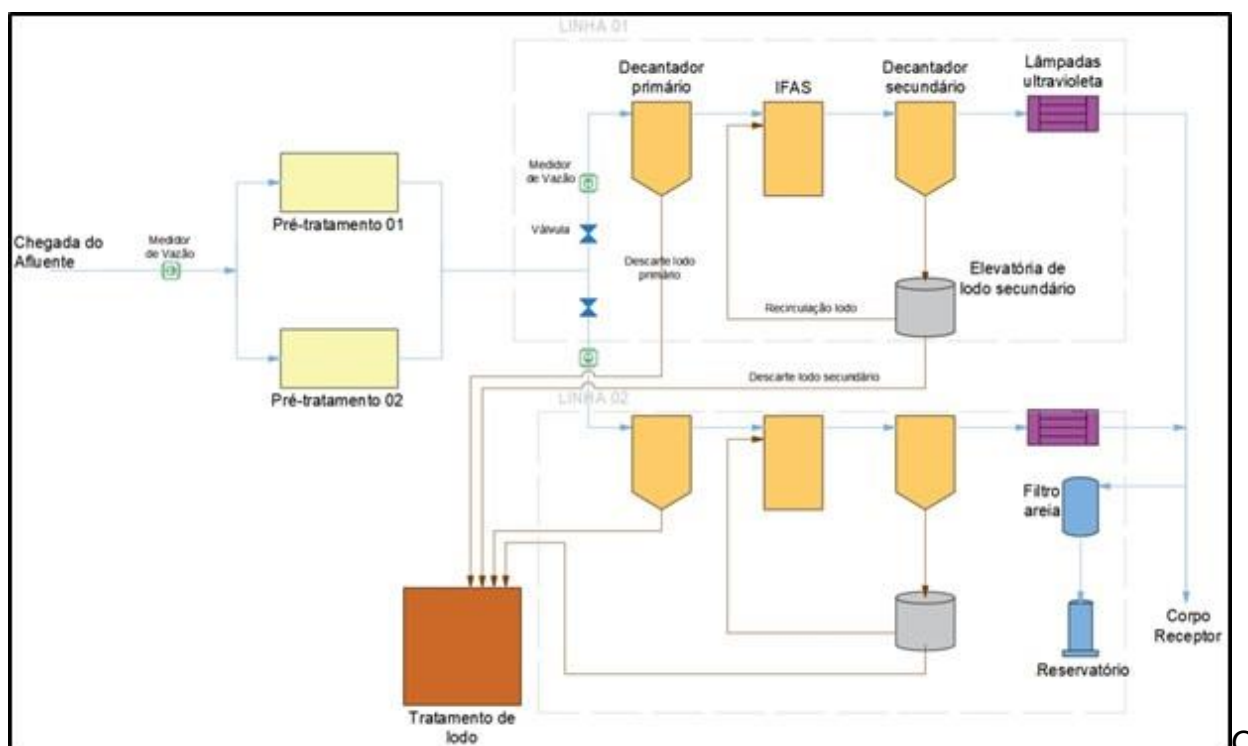 LINHA 01
Decantador
primário
IFAS
Decantador
secundário
Lâmpadas
ultravioleta
Medidor
de Vazão
Pré-tratamento 01
Válvula
Chegada do
Afluente
Medidor
de Vazão
Descarte lodo
primário
Elevatória de
lodo secundário
Recirculação lodo
Pré-tratamento 02
Descarte lodo secundário
LINHA 02
Filtro
areia
Corpo
Receptor
Reservatório
Tratamento de
lodo